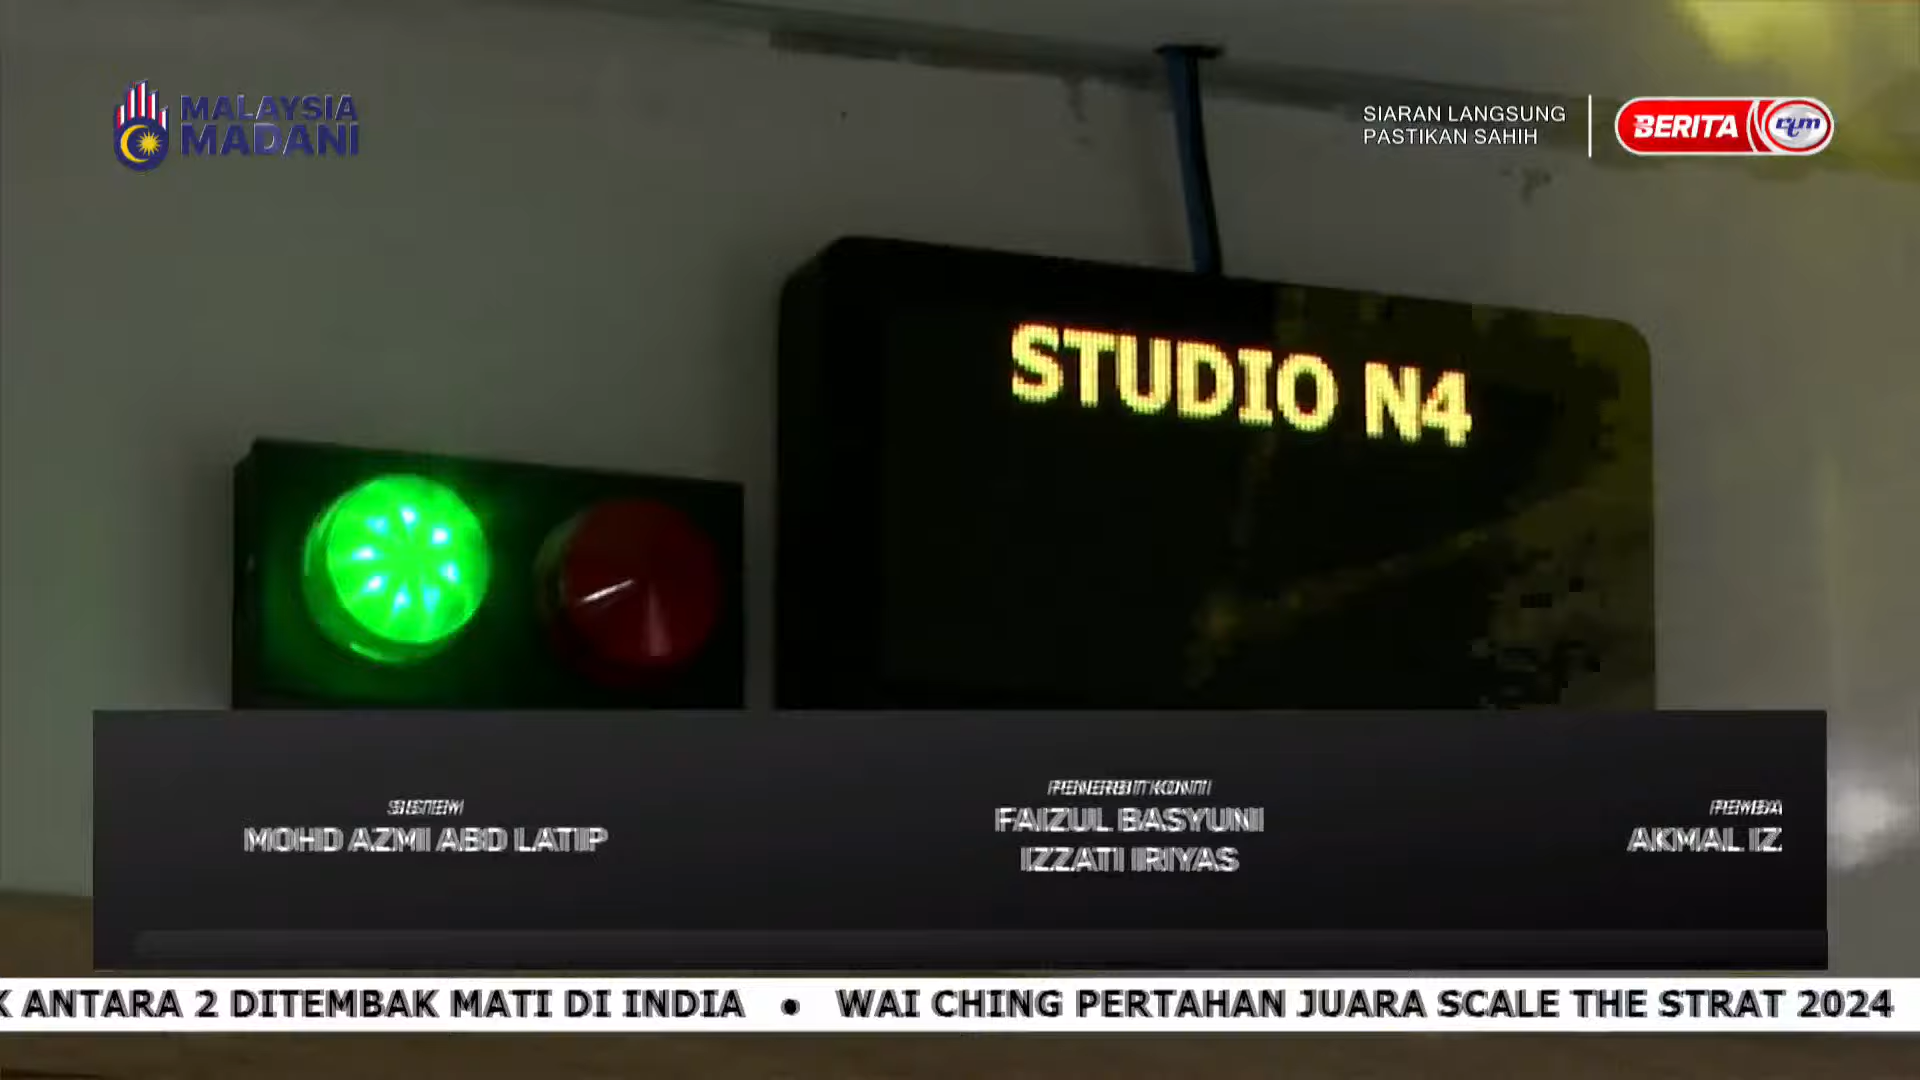 MALAYSIA
MADANI
SIARAN LANGSUNG
PASTIKAN SAHIH
BERITA rtm
STUDIO N4
SISTEM
MOHD AZMI ABD LATIP
PENERBIT KONTI
FAIZUL BASYUNI
IZZATI IRIYAS
PEMBA
AKMAL IZ
K ANTARA 2 DITEMBAK MATI DI INDIA • WAI CHING PERTAHAN JUARA SCALE THE STRAT 2024